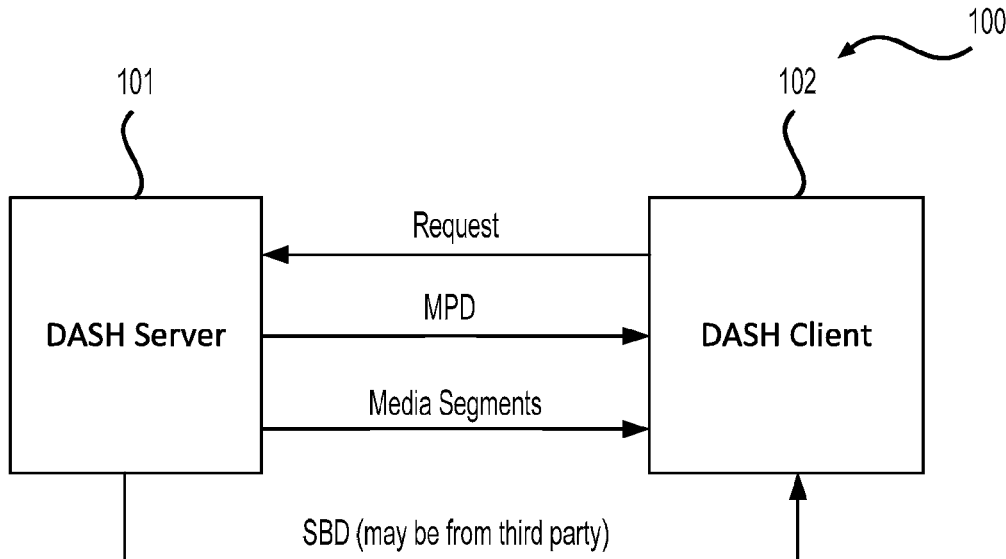 100
101
102
Request
DASH Server
MPD
DASH Client
Media Segments
SBD (may be from third party)